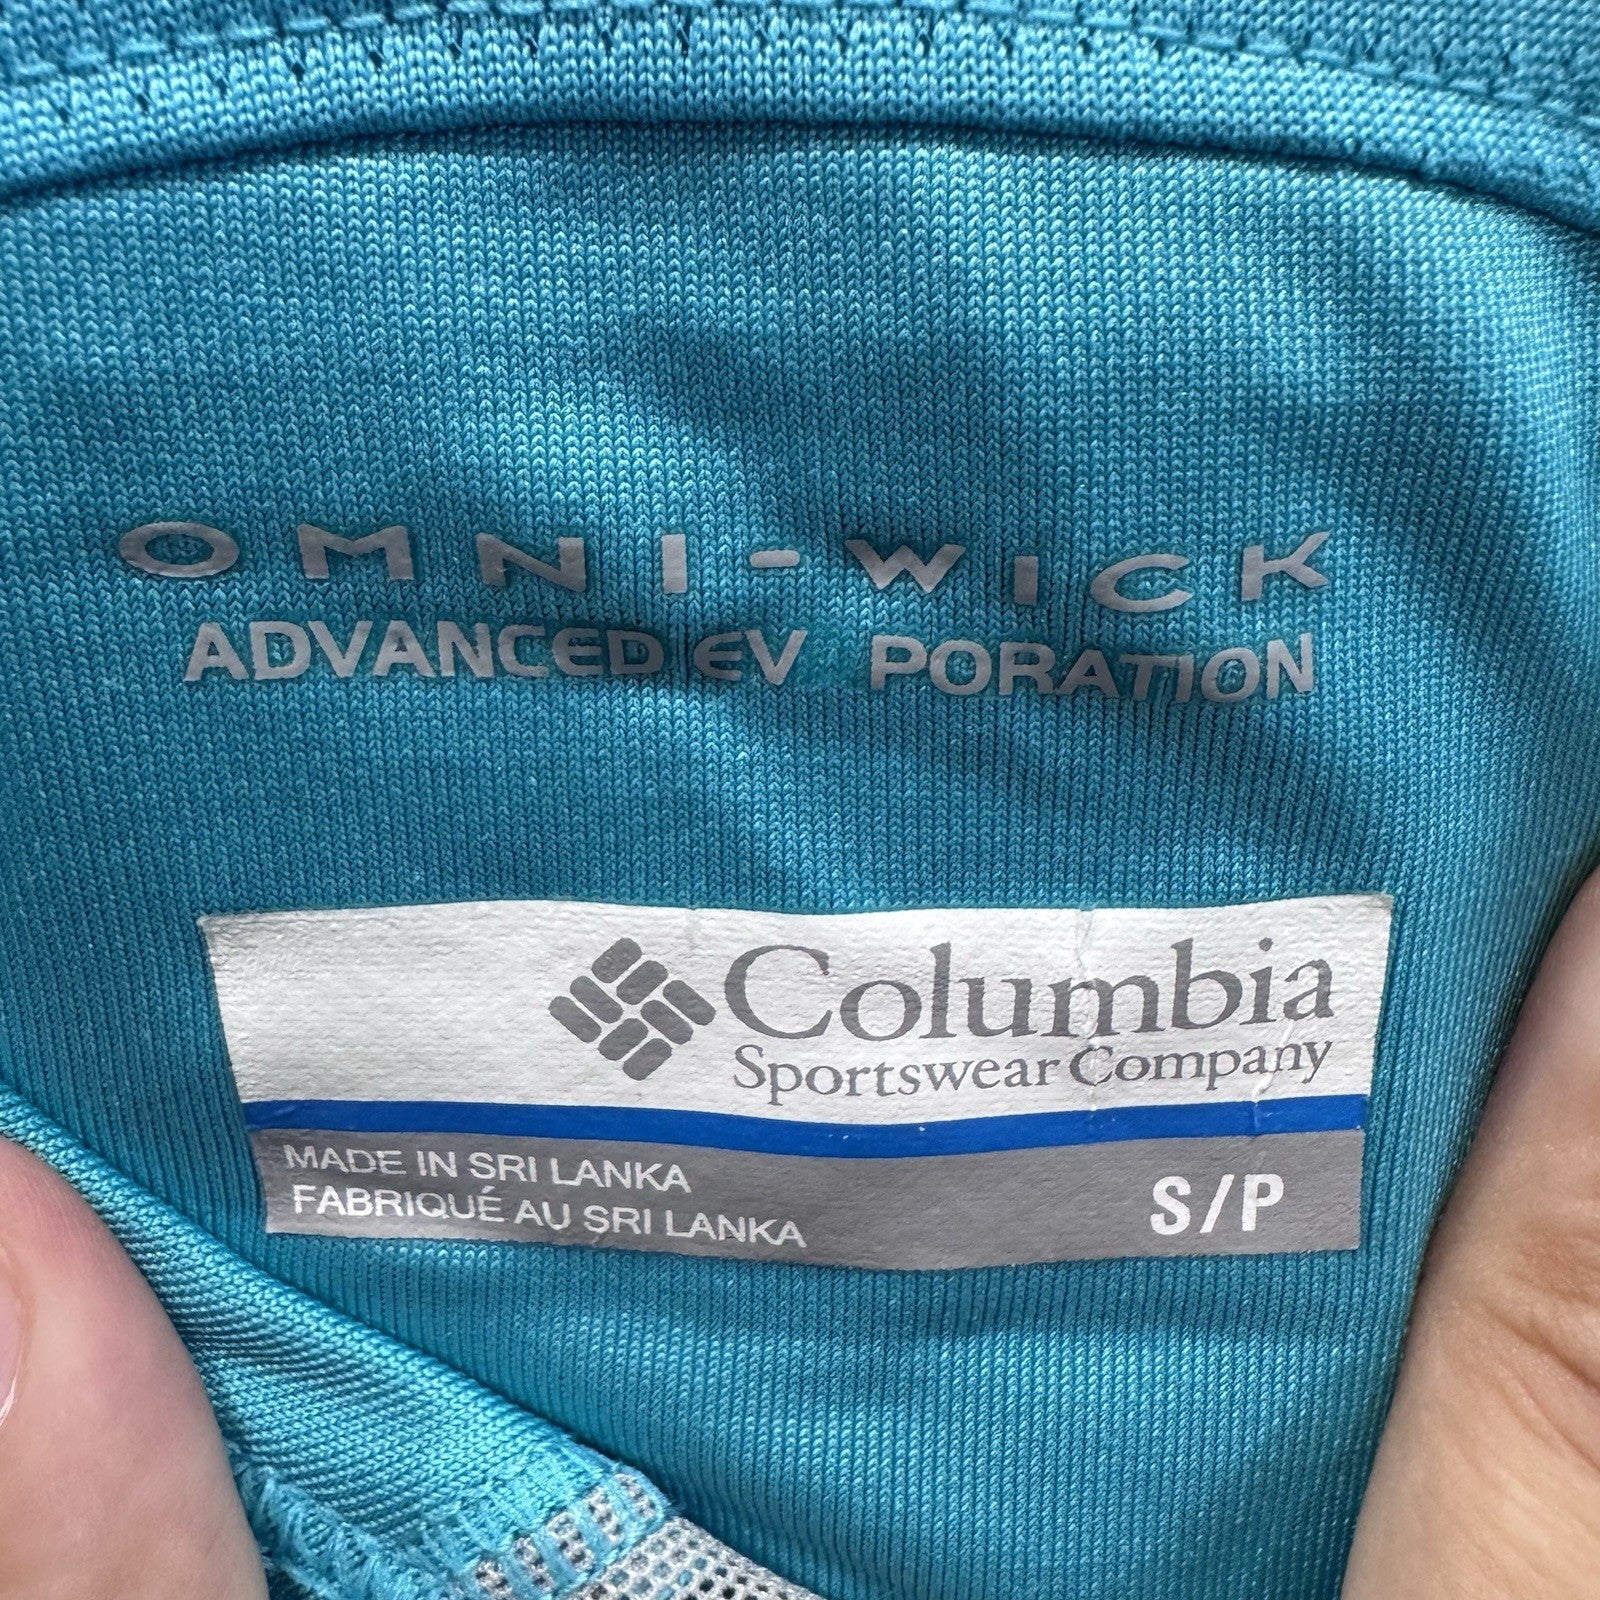 OMNI-WICK
ADVANCED EV PORATION
Columbia
Sportswear Company
MADE IN SRI LANKA
FABRIQUÉ AU SRI LANKA
S/P